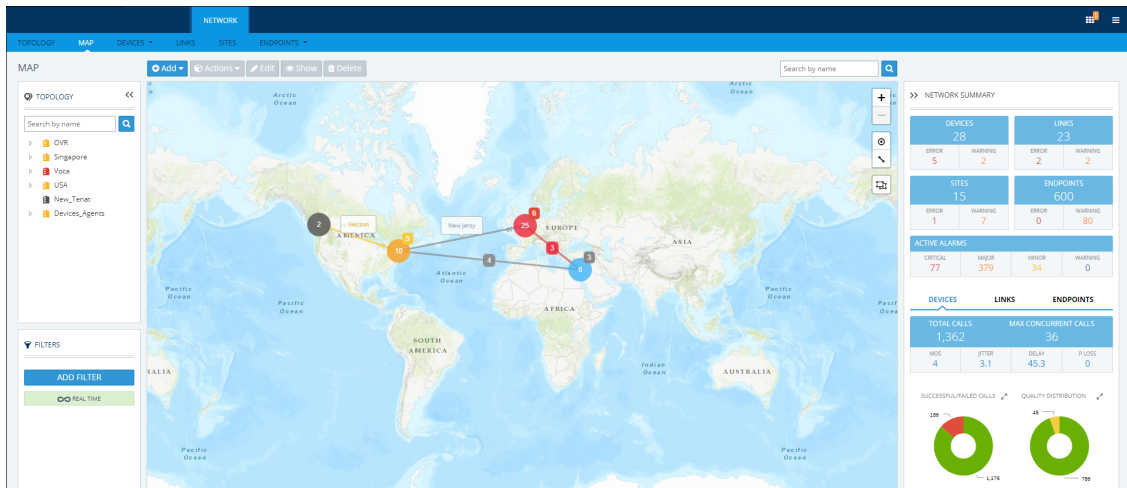 NETWORK
TOPOLOGY MAP DEVICES LINKS SITES ENDPOINTS
MAP
Add Actions Edit Show Delete
Search by name
TOPOLOGY
Search by name
OVR
Singapore
Voca
USA
New_Tenat
Devices_Agents
FILTERS
ADD FILTER
REAL TIME
Arctic
Ocean
Arctic
Ocean
+
−
2
5
10
New Jersy
6
25
3
4
3
6
AMERICA
EUROPE
ASIA
Atlantic
Ocean
Pacific
Ocean
Pacific
Ocean
Pacific
Ocean
Pacif
Ocea
AFRICA
SOUTH
AMERICA
Indian
Ocean
RALIA
AUSTRALIA
Pacific
Ocean
Pacific
Ocean
NETWORK SUMMARY
DEVICES
28
ERROR WARNING
5 2
LINKS
23
ERROR WARNING
2 2
SITES
15
ERROR WARNING
1 7
ENDPOINTS
600
ERROR WARNING
0 80
ACTIVE ALARMS
CRITICAL MAJOR MINOR WARNING
77 379 34 0
DEVICES LINKS ENDPOINTS
TOTAL CALLS MAX CONCURRENT CALLS
1,362 36
MOS JITTER DELAY P.LOSS
4 3.1 45.3 0
SUCCESSFUL/FAILED CALLS
186
1,176
QUALITY DISTRIBUTION
45
786